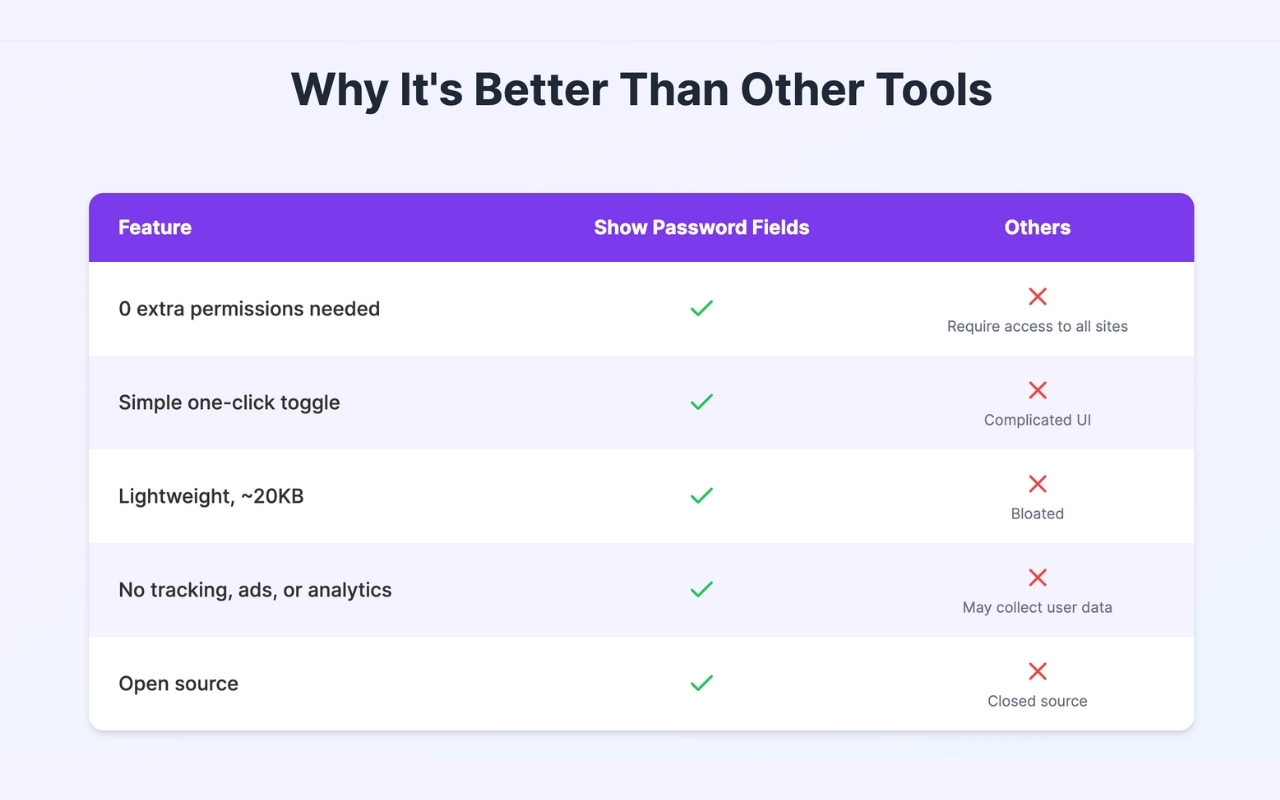 Why It's Better Than Other Tools
Feature
Show Password Fields
Others
0 extra permissions needed
Require access to all sites
Simple one-click toggle
Complicated UI
Lightweight, ~20KB
Bloated
No tracking, ads, or analytics
May collect user data
Open source
Closed source